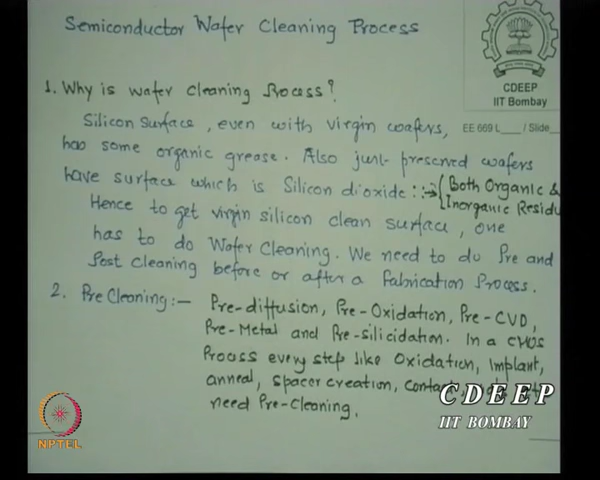 Semiconductor Wafer Cleaning Process
CDEEP
IIT Bombay
EE 669 L___ / Slide
1. Why is wafer cleaning Process?
Silicon Surface, even with virgin wafers,
has some organic grease. Also just preserved wafers
have surface which is Silicon dioxide ::→ Both Organic &
Inorganic Residu
Hence to get virgin silicon clean surface, one
has to do Wafer Cleaning. We need to do Pre and
Post Cleaning before or after a Fabrication Process.
2. Pre Cleaning:- Pre-diffusion, Pre-Oxidation, Pre-CVD,
Pre-Metal and Pre-silicidation. In a CMOS
Process every step like Oxidation, Implant,
anneal, spacer creation, Contact
need Pre-Cleaning.
CDEEP
IIT BOMBAY
NPTEL